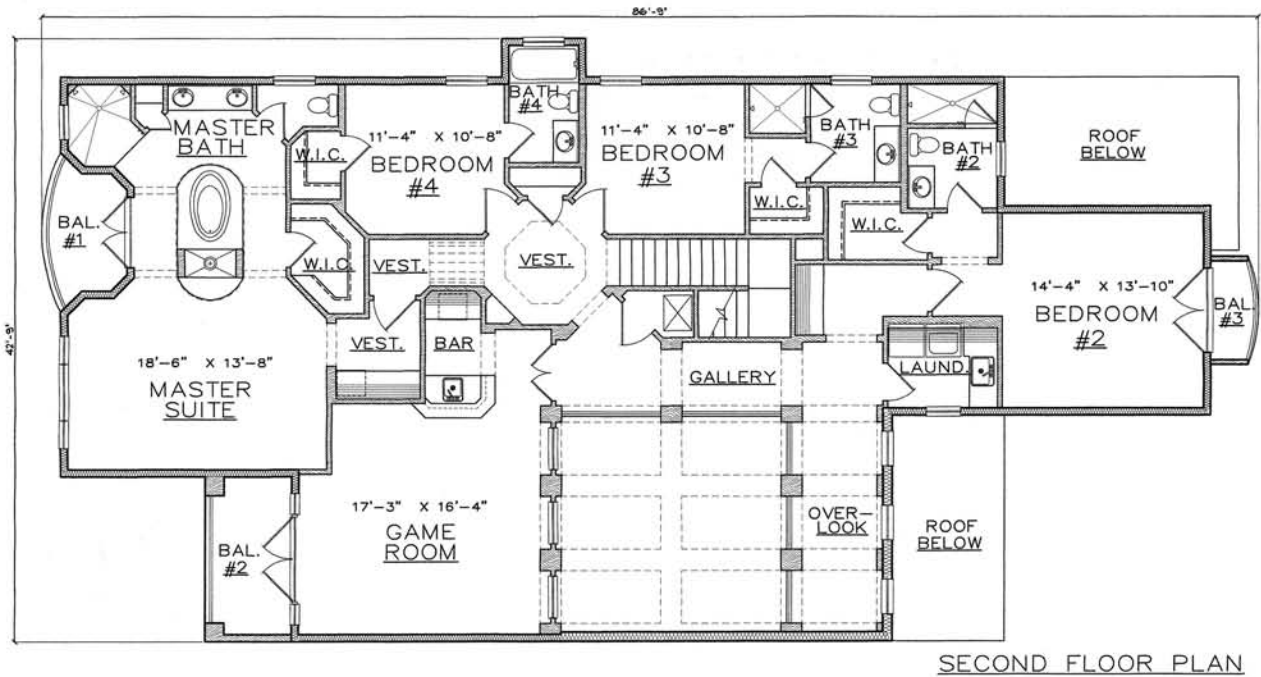 86'-9"
BATH
#4
MASTER
BATH
11'-4" X 10'-8"
BEDROOM
#4
11'-4" X 10'-8"
BEDROOM
#3
BATH
#3
BATH
#2
ROOF
BELOW
W.I.C.
W.I.C.
W.I.C.
BAL.
#1
W.I.C.
VEST.
VEST.
14'-4" X 13'-10"
BEDROOM
#2
BAL.
#3
42'-9"
VEST.
BAR
LAUND.
GALLERY
18'-6" X 13'-8"
MASTER
SUITE
17'-3" X 16'-4"
GAME
ROOM
BAL.
#2
OVER-
LOOK
ROOF
BELOW
SECOND FLOOR PLAN